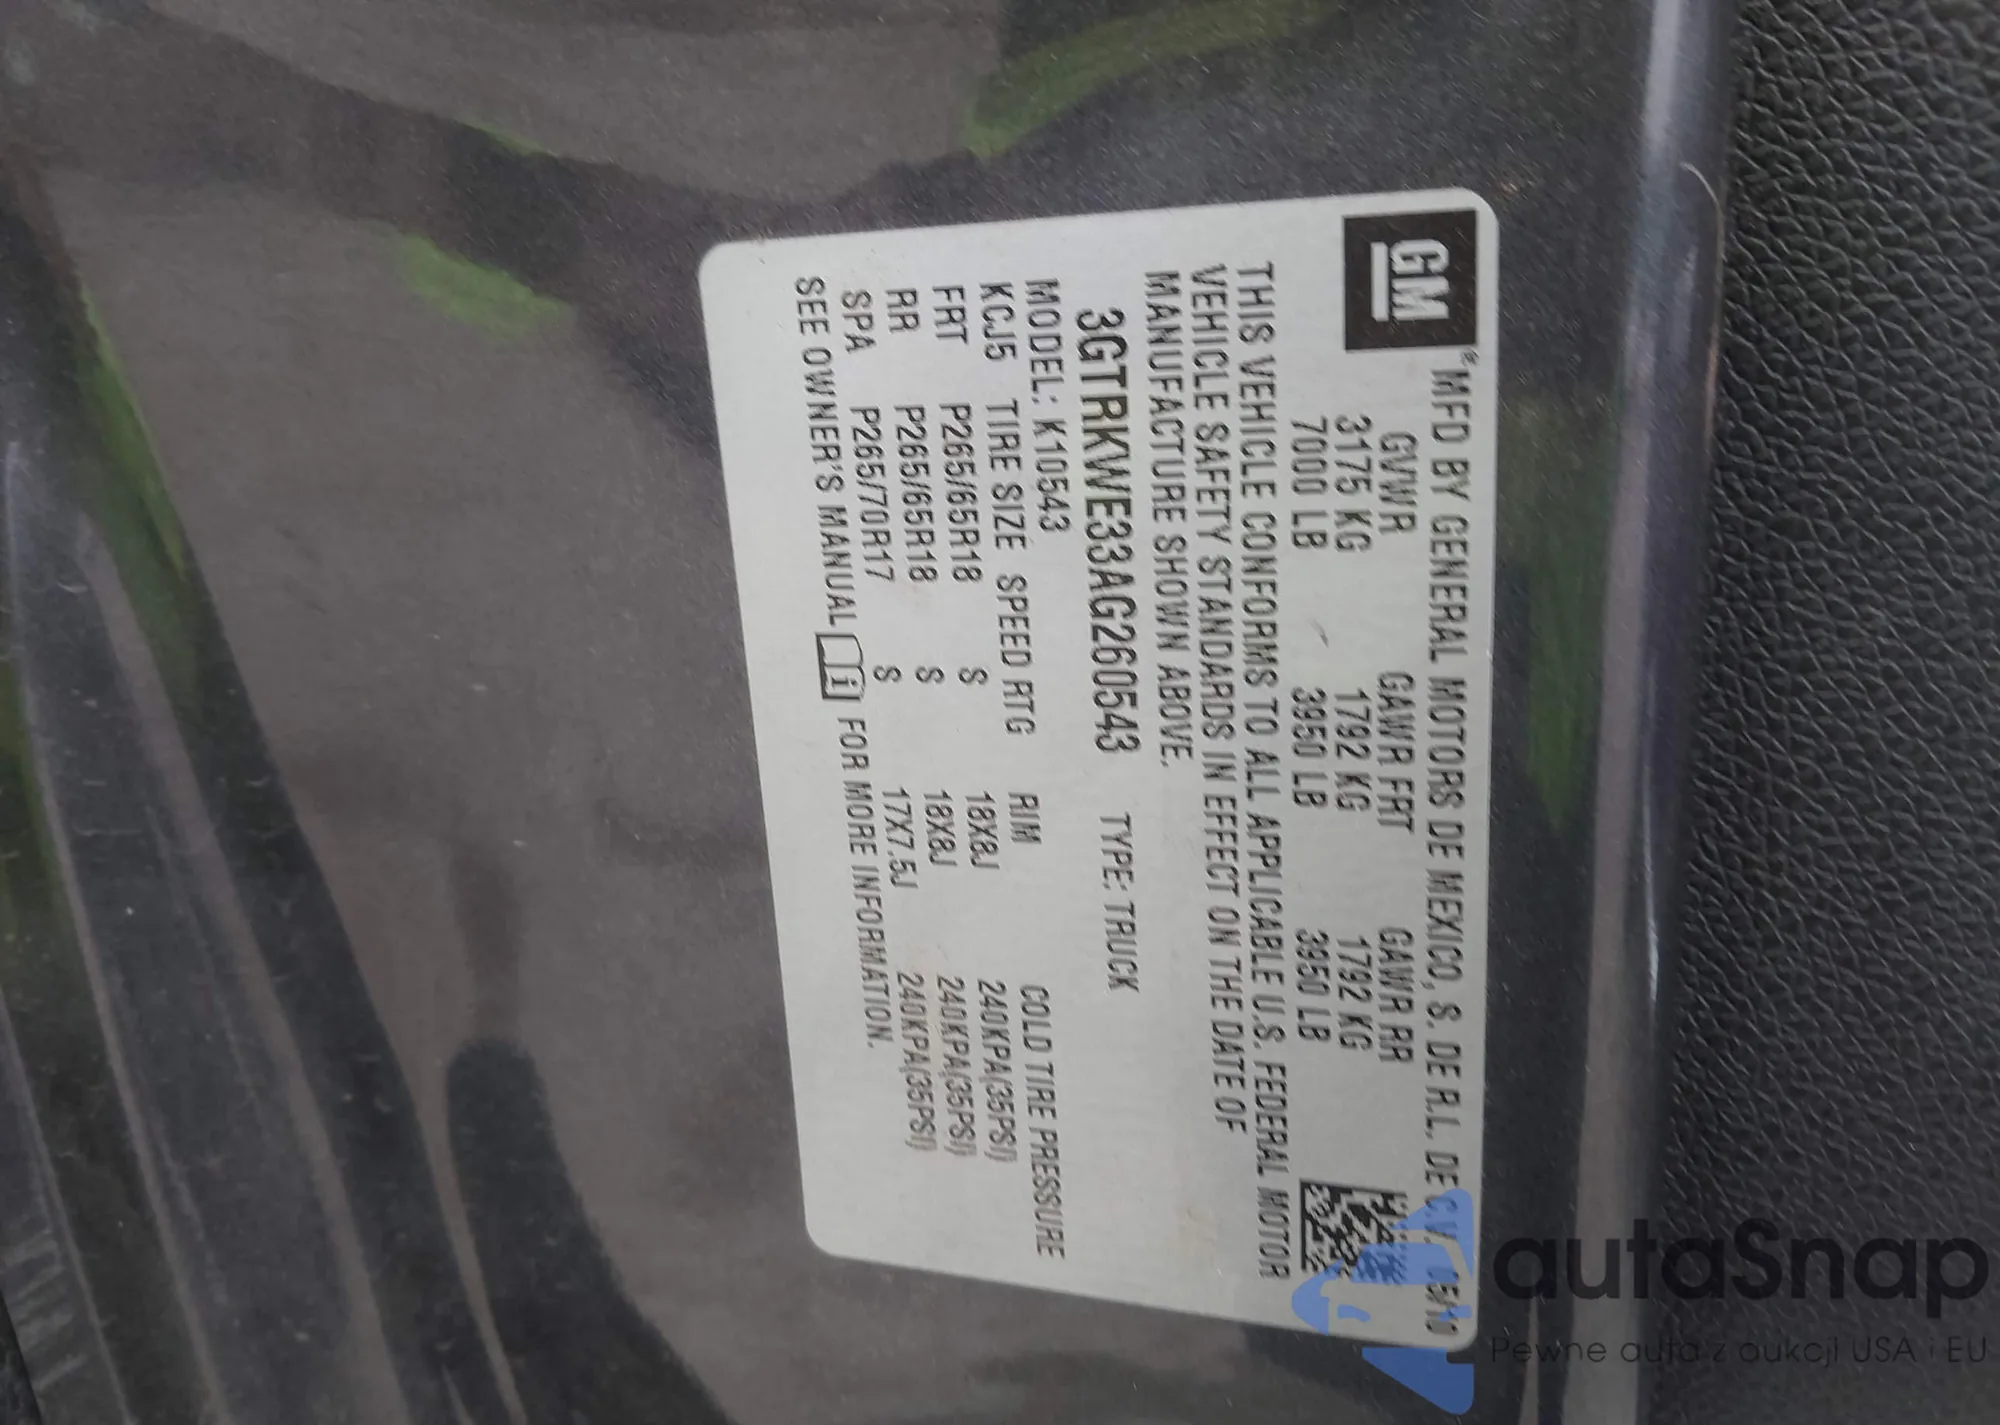 GM ® MFD BY GENERAL MOTORS DE MEXICO, S. DE R.L. DE C.V. 05/10
GVWR GAWR FRT GAWR RR
3175 KG 1792 KG 1792 KG
7000 LB 3950 LB 3950 LB
THIS VEHICLE CONFORMS TO ALL APPLICABLE U.S. FEDERAL MOTOR
VEHICLE SAFETY STANDARDS IN EFFECT ON THE DATE OF
MANUFACTURE SHOWN ABOVE.
3GTRKWE33AG260543 TYPE: TRUCK
MODEL: K10543
KCJ5 TIRE SIZE SPEED RTG RIM COLD TIRE PRESSURE
FRT P265/65R18 S 18X8J 240KPA(35PSI)
RR P265/65R18 S 18X8J 240KPA(35PSI)
SPA P265/70R17 S 17X7.5J 240KPA(35PSI)
SEE OWNER'S MANUAL i FOR MORE INFORMATION.
autaSnap
Pewne auta z aukcji USA i EU